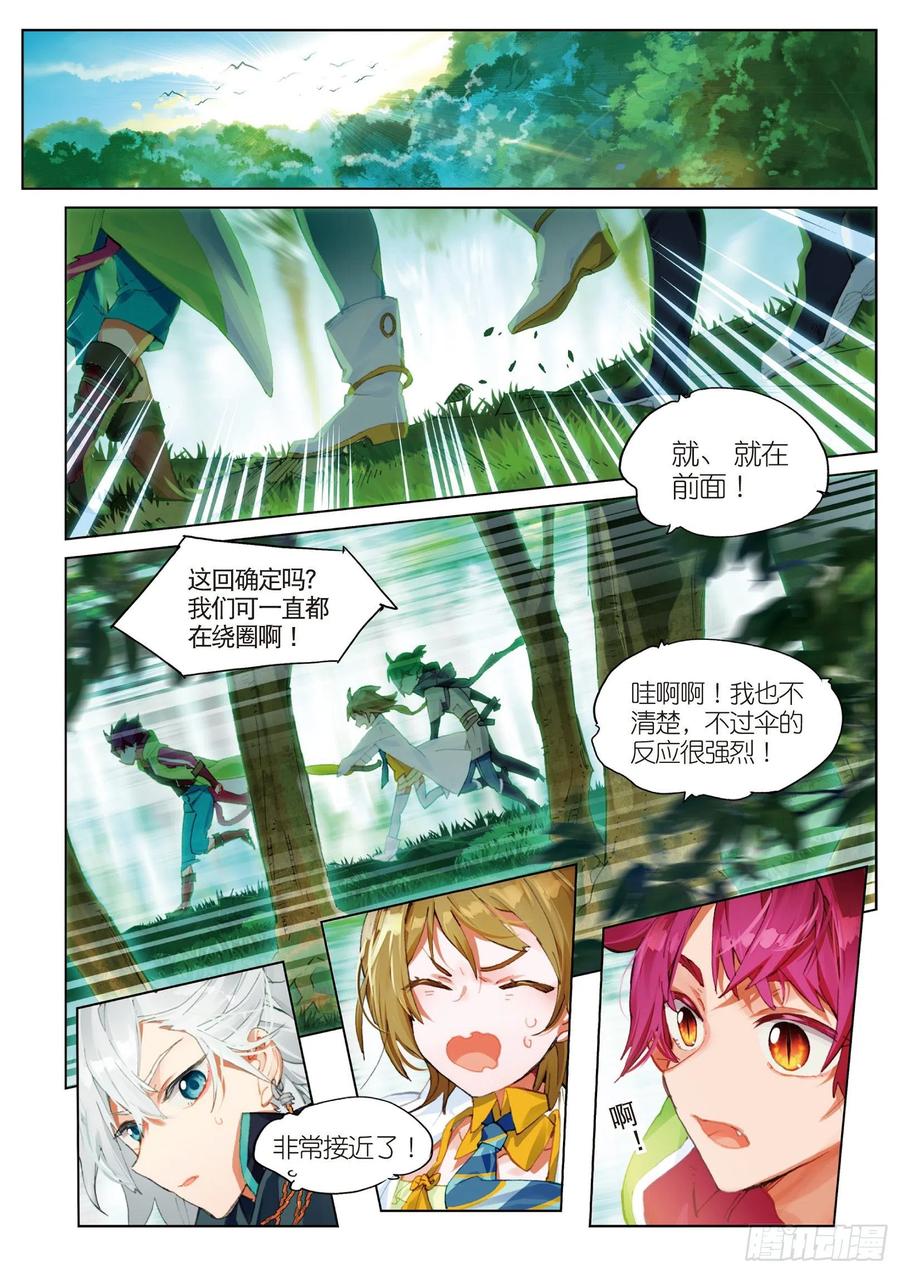 就、就在
前面！
这回确定吗?
我们可一直都
在绕圈啊！
哇啊啊！我也不
清楚，不过伞的
反应很强烈！
非常接近了！
啊！
腾讯动漫